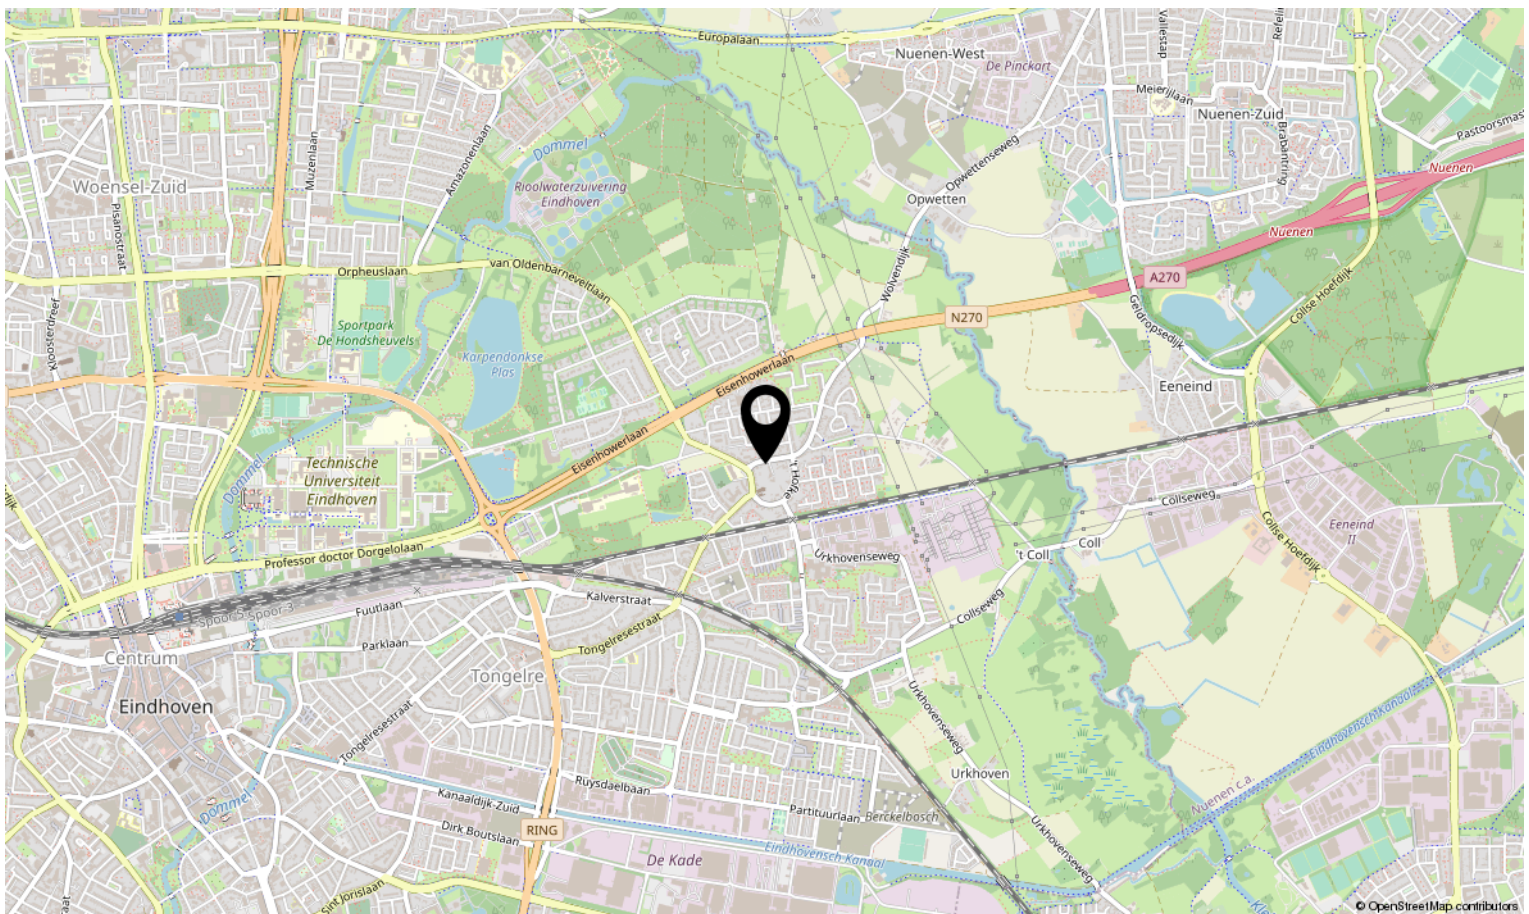 Europalaan
Nuenen-West
De Pinckart
Vallestap
Meierijlaan
Nuenen-Zuid
Brabantring
Pastoorsmast
Nuenen
Muzenlaan
Amazonenlaan
Dommel
Rioolwaterzuivering
Eindhoven
Opwettenseweg
Opwetten
Woensel-Zuid
Pisanostraat
Nuenen
A270
Orpheuslaan
van Oldenbarneveltlaan
Wolvendijk
N270
Geldropsedijk
Collse Hoefdijk
Kloosterdreef
Sportpark
De Hondsheuvels
Karpendonkse
Plas
Eisenhowerlaan
Eeneind
Eisenhowerlaan
Technische
Universiteit
Eindhoven
Dommel
't Hofke
Collseweg
Eeneind
II
Collse Hoefdijk
Professor doctor Dorgelolaan
Urkhovenseweg
't Coll
Coll
Spoor 5
Spoor 3
Fuutlaan
Kalverstraat
Collseweg
Parklaan
Tongelresestraat
Centrum
Tongelre
Eindhoven
Tongelresestraat
Urkhovenseweg
Eindhovensch Kanaal
Urkhoven
Nuenen c.a.
Ruysdaelbaan
Kanaaldijk-Zuid
Partituurlaan
Berckelbosch
Dommel
RING
Dirk Boutslaan
Urkhovenseweg
De Kade
Eindhovensch Kanaal
Sint Jorislaan
© OpenStreetMap contributors